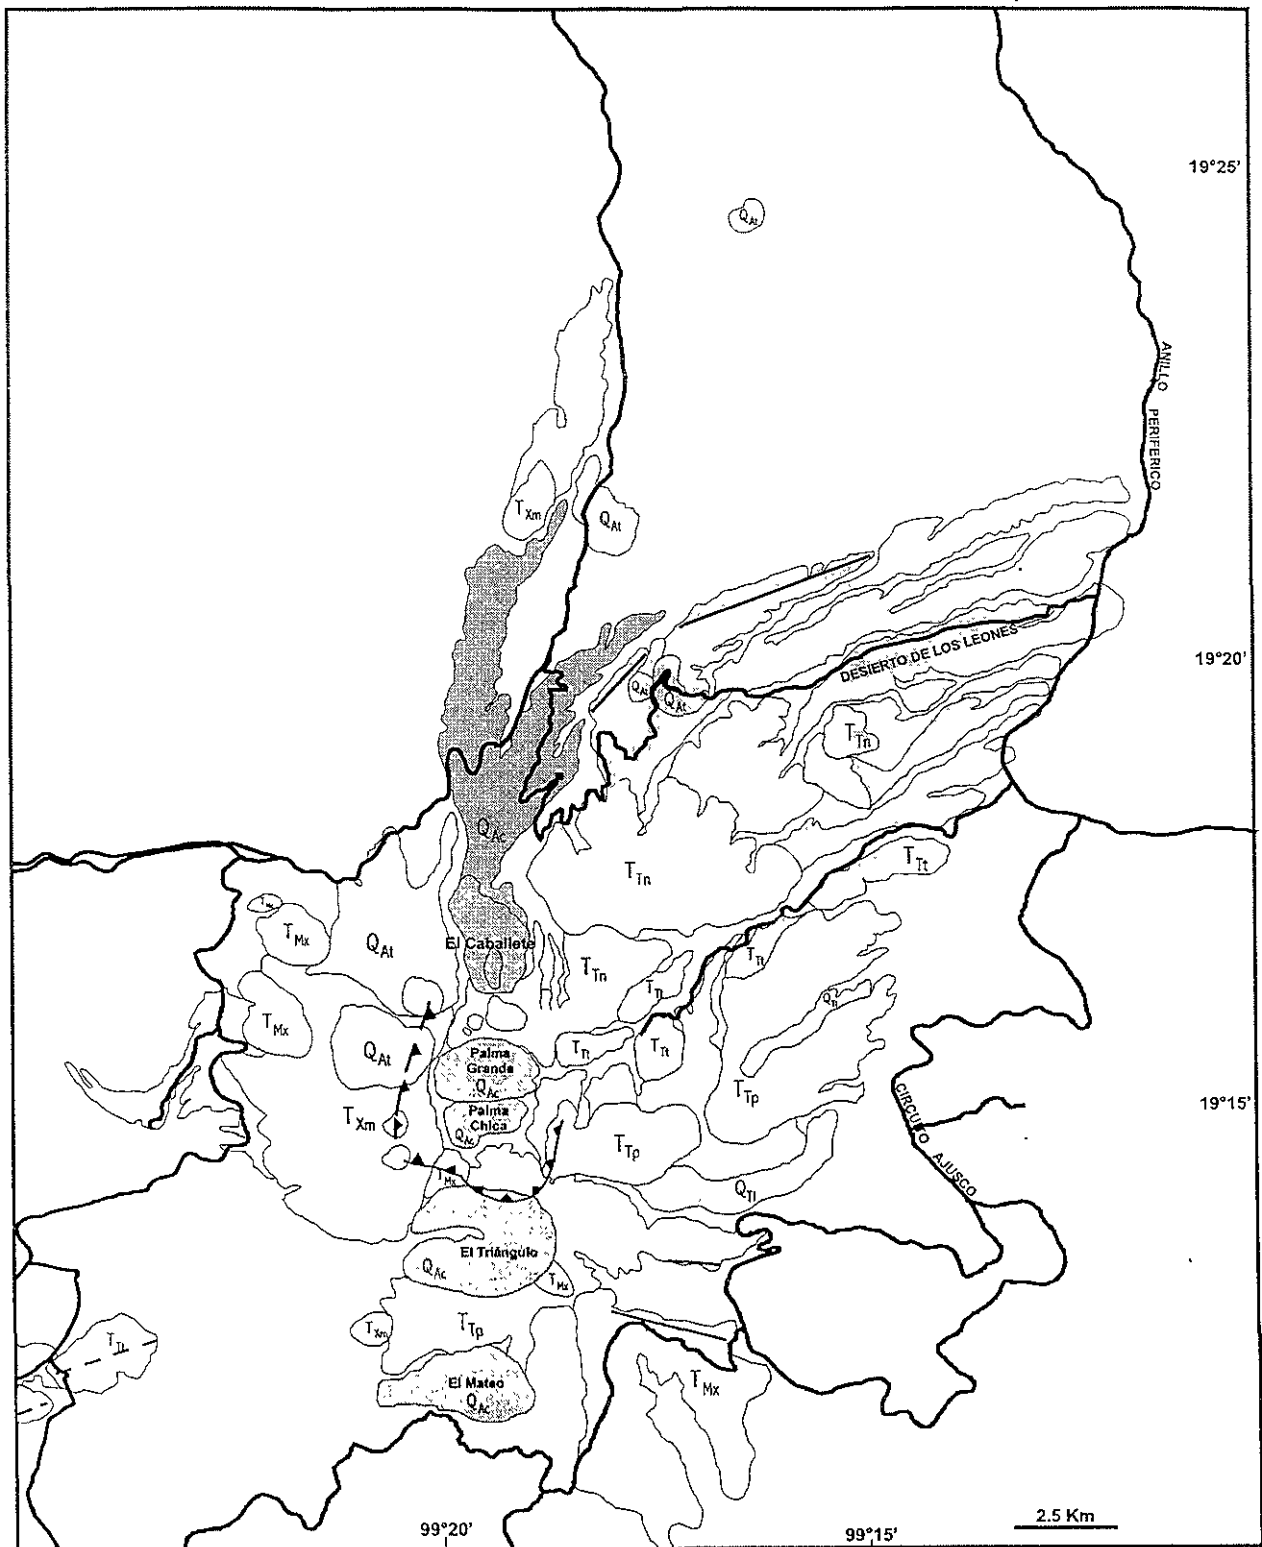 19°25'
QAt
ANILLO
PERIFERICO
TXm
QAt
19°20'
DESIERTO DE LOS LEONES
QAt
QAt
TTn
QAc
TTn
TTt
TMx
QAt
El Caballete
TTn
TTt
TTt
TMx
QAt
Palma
Grande
QAc
TTt
TTt
TTp
19°15'
TXm
Palma
Chica
QAc
TTp
CIRCUITO AJUSCO
TMx
QTl
El Triángulo
QAc
TMx
TXm
TTp
TTt
El Mateo
QAc
TMx
2.5 Km
99°20'
99°15'